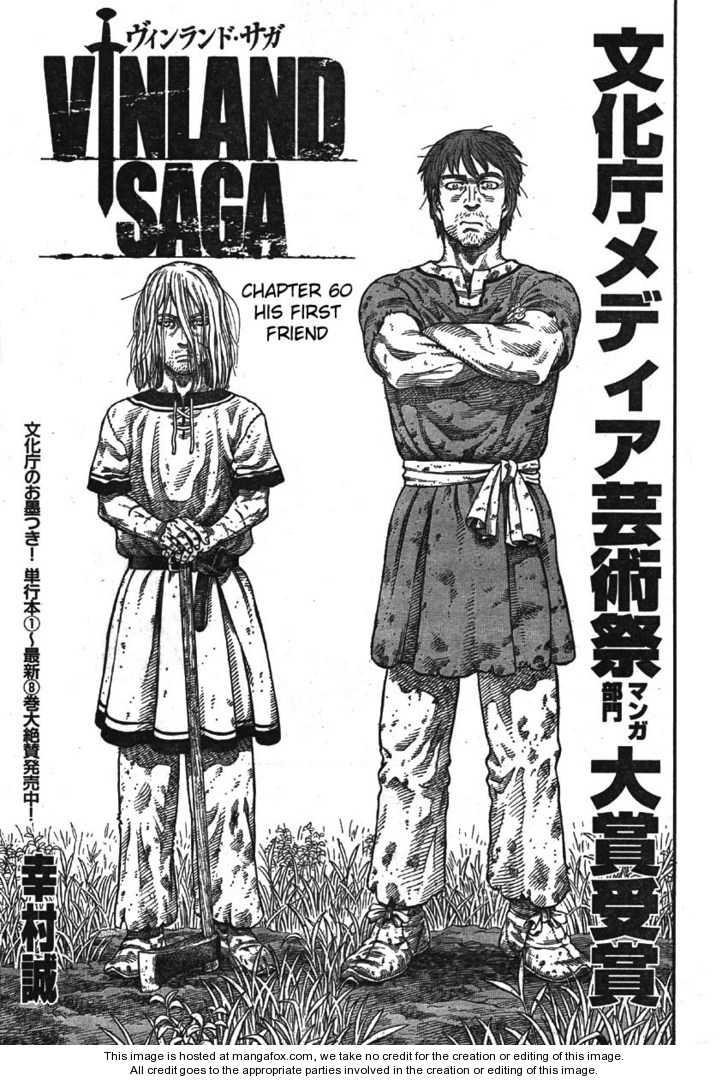 ヴィンランド・サガ
VINLAND
SAGA
CHAPTER 60
HIS FIRST
FRIEND
文化庁メディア芸術祭マンガ部門大賞受賞
文化庁のお墨つき！ 単行本①～最新⑧巻大絶賛発売中！
幸村誠
This image is hosted at mangafox.com, we take no credit for the creation or editing of this image.
All credit goes to the appropriate parties involved in the creation or editing of this image.